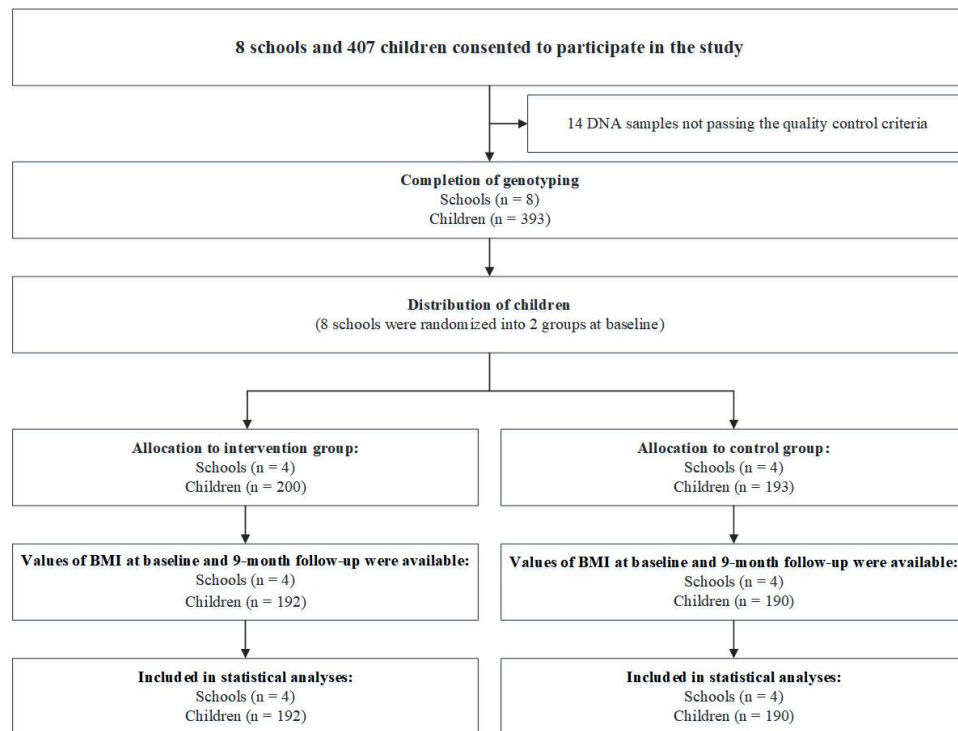 8 schools and 407 children consented to participate in the study
14 DNA samples not passing the quality control criteria
Completion of genotyping
Schools (n = 8)
Children (n = 393)
Distribution of children
(8 schools were randomized into 2 groups at baseline)
Allocation to intervention group:
Schools (n = 4)
Children (n = 200)
Allocation to control group:
Schools (n = 4)
Children (n = 193)
Values of BMI at baseline and 9-month follow-up were available:
Schools (n = 4)
Children (n = 192)
Values of BMI at baseline and 9-month follow-up were available:
Schools (n = 4)
Children (n = 190)
Included in statistical analyses:
Schools (n = 4)
Children (n = 192)
Included in statistical analyses:
Schools (n = 4)
Children (n = 190)